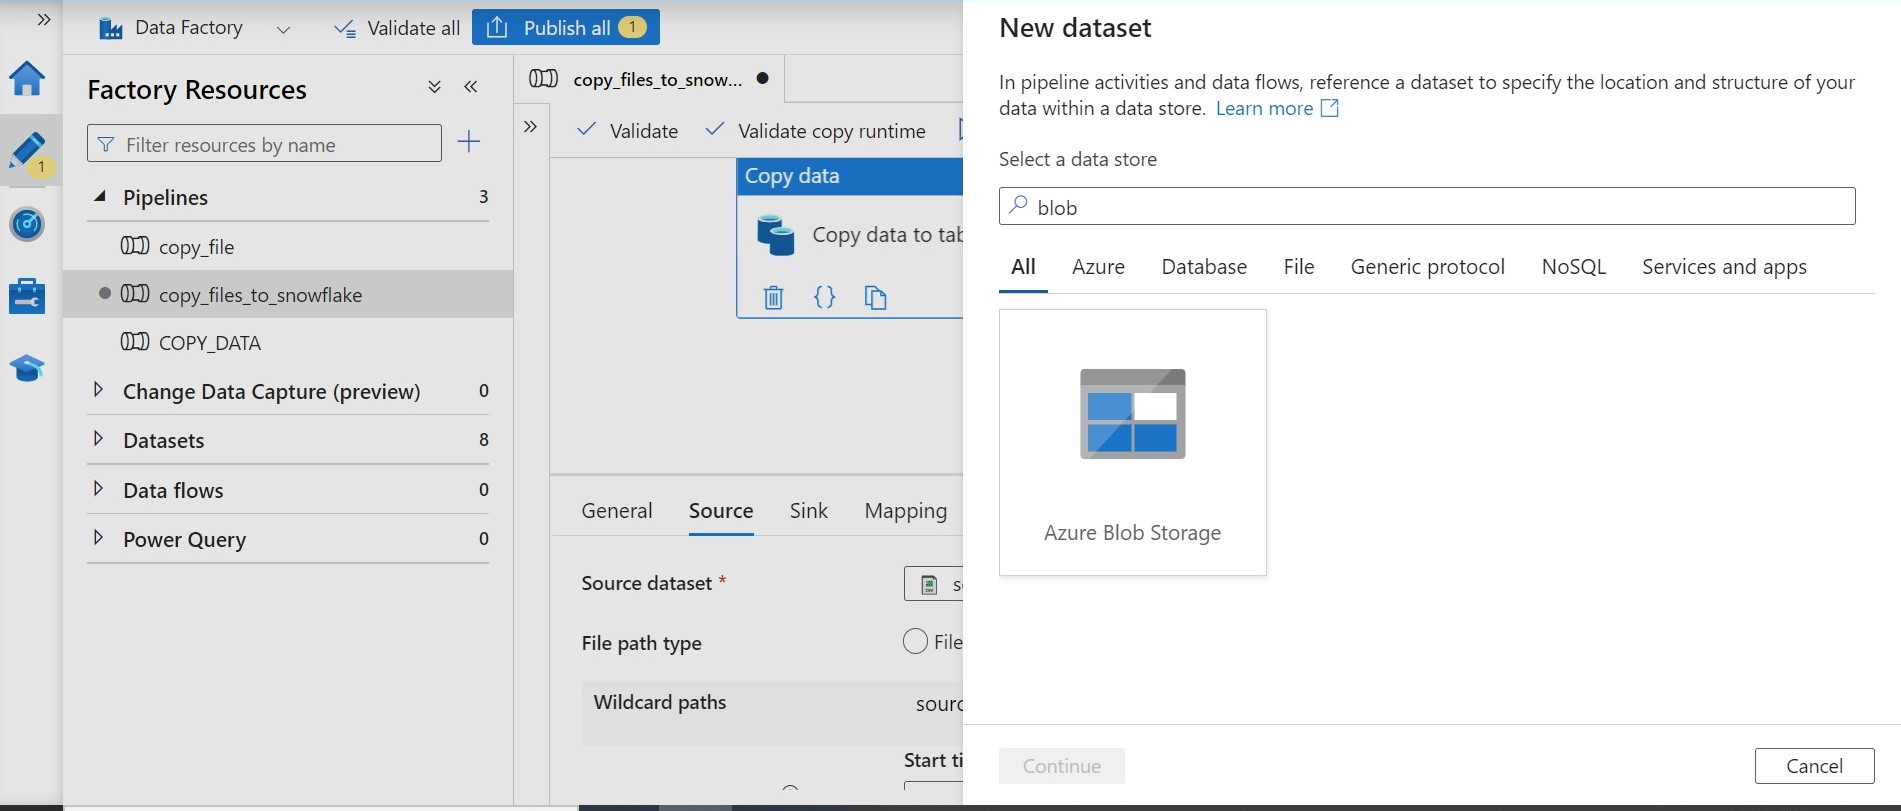 Data Factory
Validate all
Publish all 1
Factory Resources
Filter resources by name
1
Pipelines 3
copy_file
copy_files_to_snowflake
COPY_DATA
Change Data Capture (preview) 0
Datasets 8
Data flows 0
Power Query 0
copy_files_to_snow...
Validate
Validate copy runtime
Copy data
Copy data to tab
General
Source
Sink
Mapping
Source dataset *
s
File path type
File
Wildcard paths
sourc
Start ti
New dataset
In pipeline activities and data flows, reference a dataset to specify the location and structure of your
data within a data store. Learn more
Select a data store
blob
All
Azure
Database
File
Generic protocol
NoSQL
Services and apps
Azure Blob Storage
Continue
Cancel